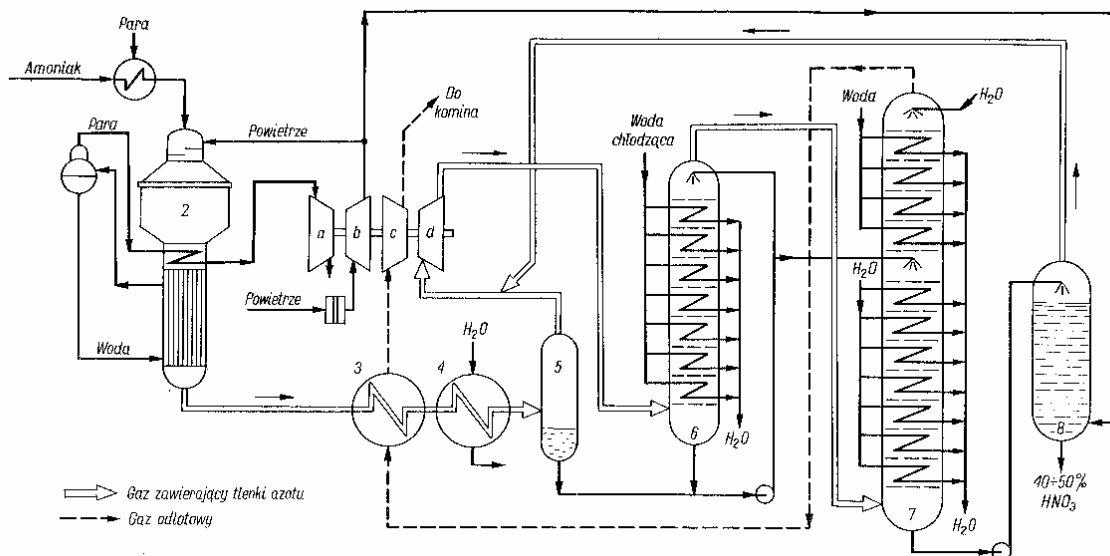 Para
Amoniak
Para
Powietrze
2
Do
komina
Woda
chłodząca
Woda
H₂O
a
b
c
d
Powietrze
Woda
H₂O
H₂O
3
4
5
6
H₂O
7
H₂O
8
40÷50%
HNO₃
Gaz zawierający tlenki azotu
Gaz odlotowy